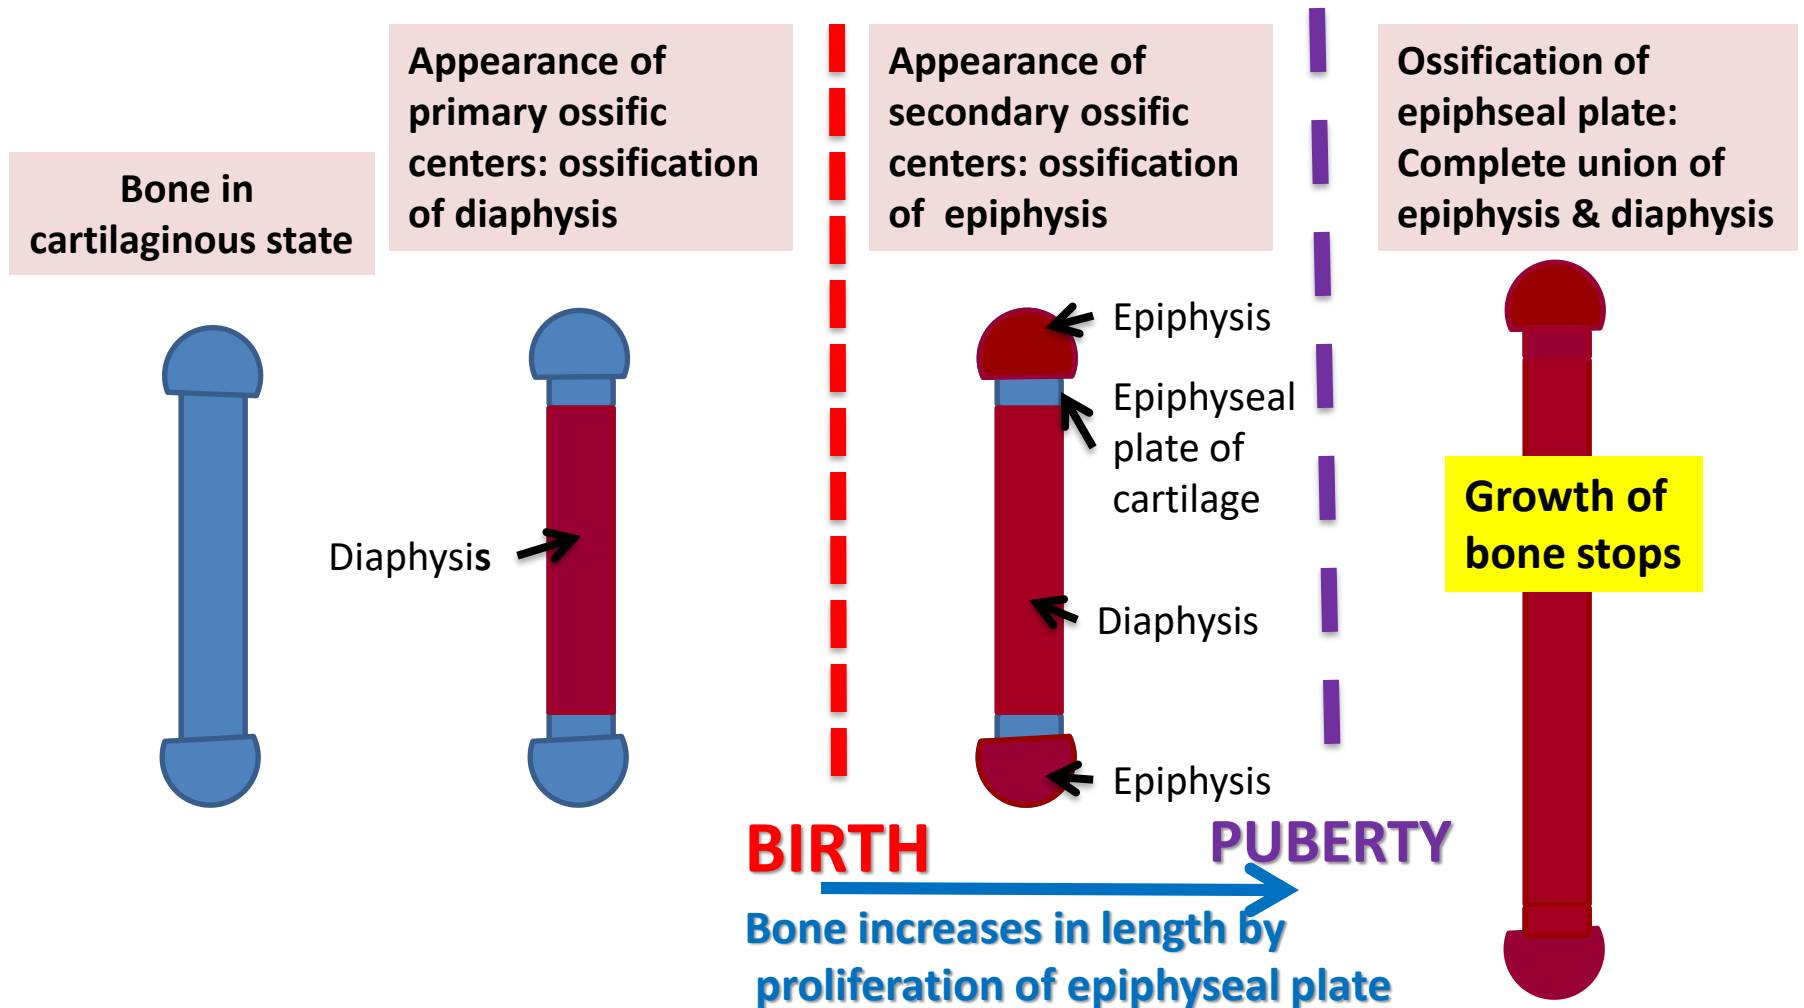 Bone in
cartilaginous state
Appearance of
primary ossific
centers: ossification
of diaphysis
Appearance of
secondary ossific
centers: ossification
of epiphysis
Ossification of
epiphseal plate:
Complete union of
epiphysis & diaphysis
Diaphysis
Epiphysis
Epiphyseal
plate of
cartilage
Diaphysis
Epiphysis
Growth of
bone stops
BIRTH
PUBERTY
Bone increases in length by
proliferation of epiphyseal plate